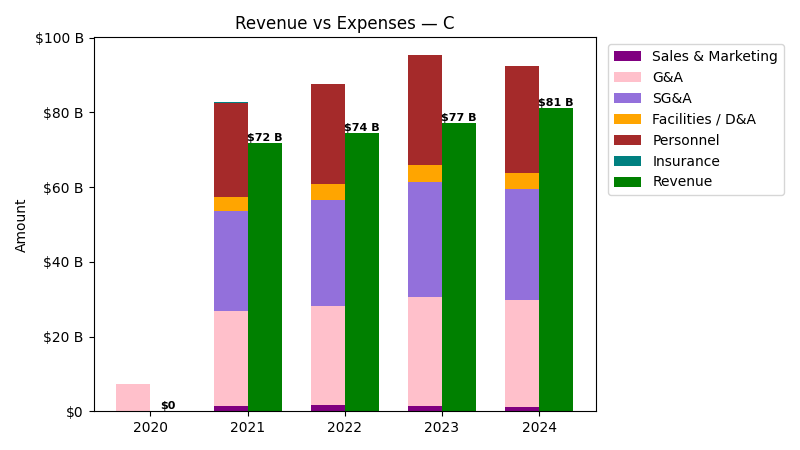 Revenue vs Expenses — C
$100 B
$80 B
$60 B
$40 B
$20 B
$0
Amount
$0
$72 B
$74 B
$77 B
$81 B
2020
2021
2022
2023
2024
Sales & Marketing
G&A
SG&A
Facilities / D&A
Personnel
Insurance
Revenue